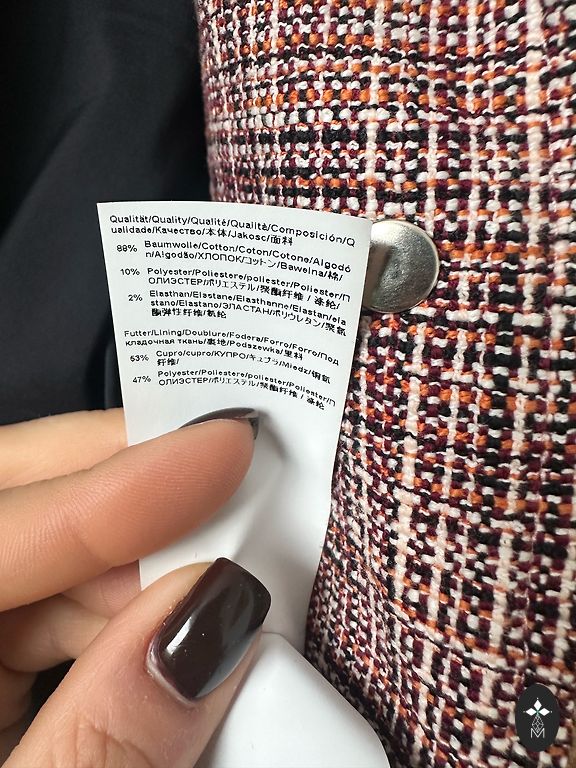 Qualität/Quality/Qualité/Qualità/Composición/Q
ualidade/Качество/本体/Jakosc/面料
88% Baumwolle/Cotton/Coton/Cotone/Algodó
n/Algodão/ХЛОПОК/コットン/Bawelna/棉/
10% Polyester/Poliestere/poliester/Poliester/П
ОЛИЭСТЕР/ポリエステル/聚酯纤维/ 涤纶/
2% Elasthan/Elastane/Elasthanne/Elastan/ela
stano/Elastano/ЭЛАСТАН/ポリウレタン/聚氨
酯弹性纤维/氨纶
Futter/Lining/Doublure/Fodera/Forro/Forro/Под
кладочная ткань/裏地/Podszewka/里料
53% Cupro/cupro/КУПРО/キュプラ/Miedz/铜氨
纤维/
47% Polyester/Poliestere/poliester/Poliester/П
ОЛИЭСТЕР/ポリエステル/聚酯纤维/ 涤纶
M